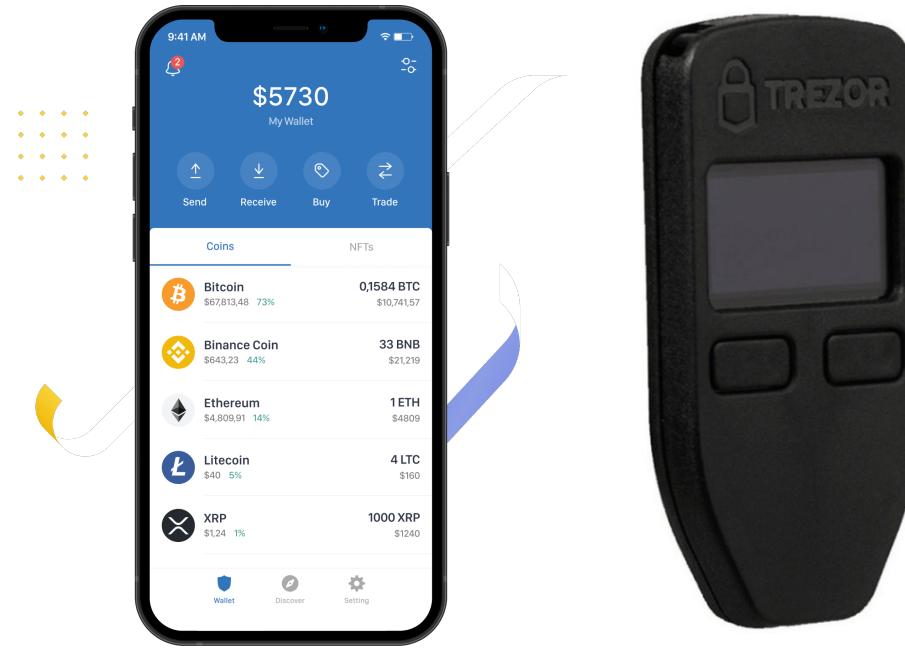 9:41 AM
2
$5730
My Wallet
Send Receive Buy Trade
Coins NFTs
Bitcoin 0,1584 BTC
$67,813,48 73% $10,741,57
Binance Coin 33 BNB
$643,23 44% $21,219
Ethereum 1 ETH
$4,809,91 14% $4809
Litecoin 4 LTC
$40 5% $160
XRP 1000 XRP
$1,24 1% $1240
Wallet Discover Setting
TREZOR